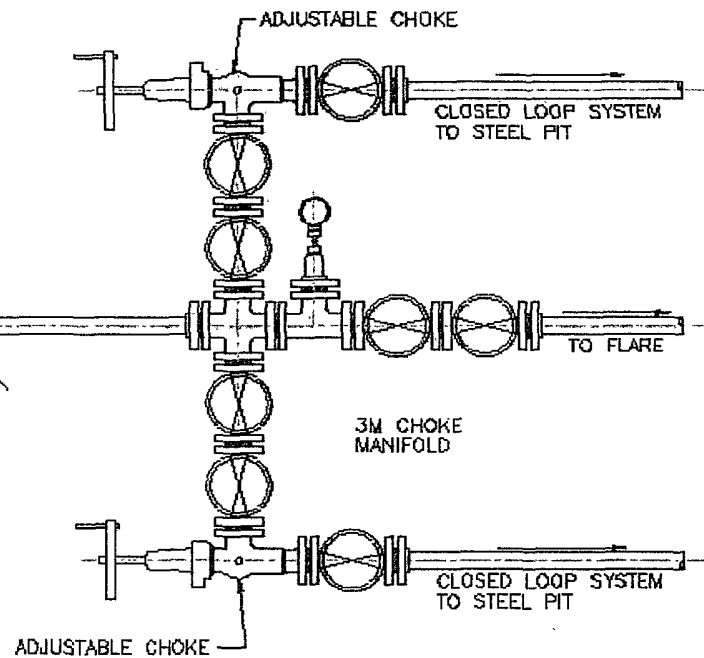 ADJUSTABLE CHOKE
CLOSED LOOP SYSTEM
TO STEEL PIT
TO FLARE
3M CHOKE
MANIFOLD
CLOSED LOOP SYSTEM
TO STEEL PIT
ADJUSTABLE CHOKE